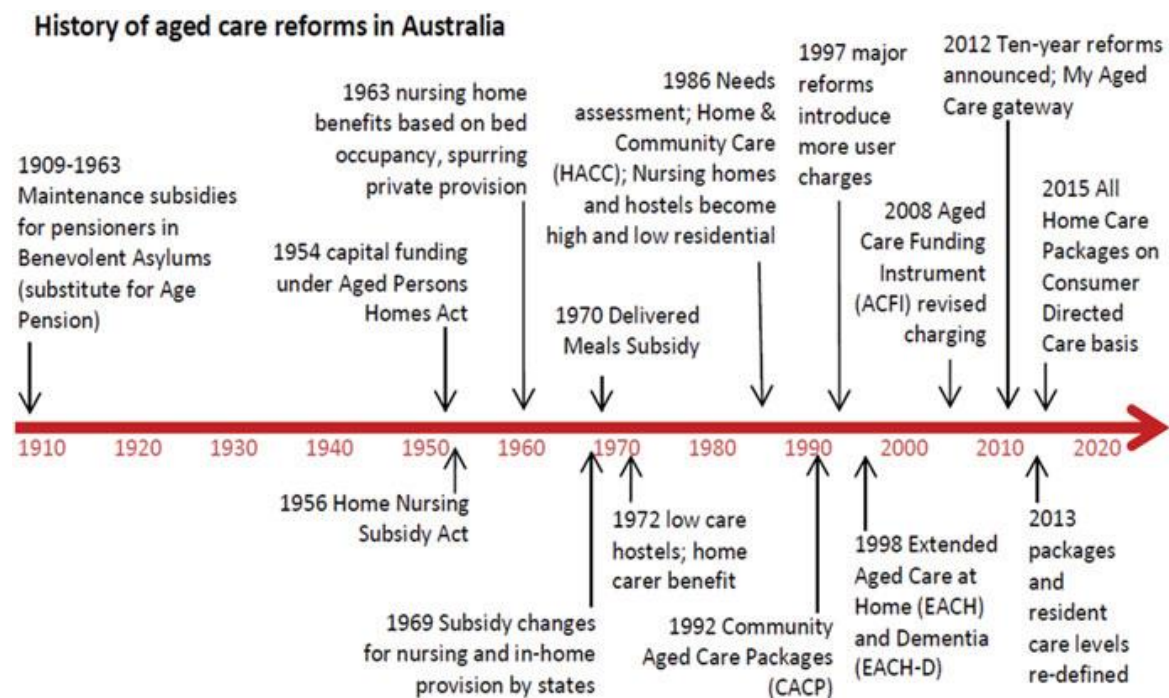 History of aged care reforms in Australia
1909-1963
Maintenance subsidies
for pensioners in
Benevolent Asylums
(substitute for Age
Pension)
1954 capital funding
under Aged Persons
Homes Act
1963 nursing home
benefits based on bed
occupancy, spurring
private provision
1970 Delivered
Meals Subsidy
1986 Needs
assessment; Home &
Community Care
(HACC); Nursing homes
and hostels become
high and low residential
1997 major
reforms
introduce
more user
charges
2008 Aged
Care Funding
Instrument
(ACFI) revised
charging
2012 Ten-year reforms
announced; My Aged
Care gateway
2015 All
Home Care
Packages on
Consumer
Directed
Care basis
1910 1920 1930 1940 1950 1960 1970 1980 1990 2000 2010 2020
1956 Home Nursing
Subsidy Act
1969 Subsidy changes
for nursing and in-home
provision by states
1972 low care
hostels; home
carer benefit
1992 Community
Aged Care Packages
(CACP)
1998 Extended
Aged Care at
Home (EACH)
and Dementia
(EACH-D)
2013
packages
and
resident
care levels
re-defined